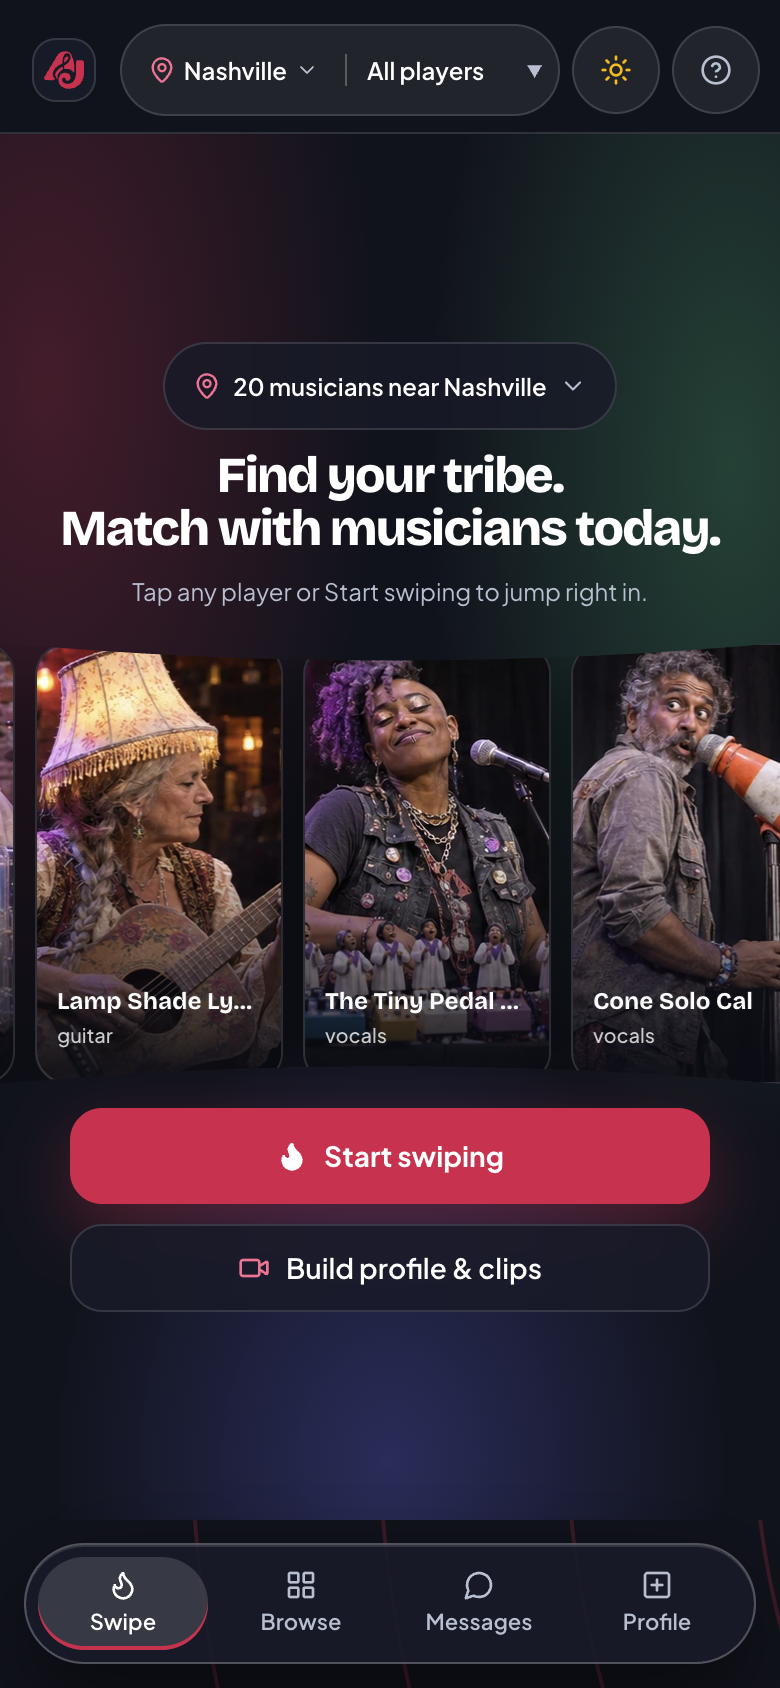 Nashville
All players
20 musicians near Nashville
Find your tribe.
Match with musicians today.
Tap any player or Start swiping to jump right in.
Lamp Shade Ly...
guitar
The Tiny Pedal ...
vocals
Cone Solo Cal
vocals
Start swiping
Build profile & clips
Swipe
Browse
Messages
Profile